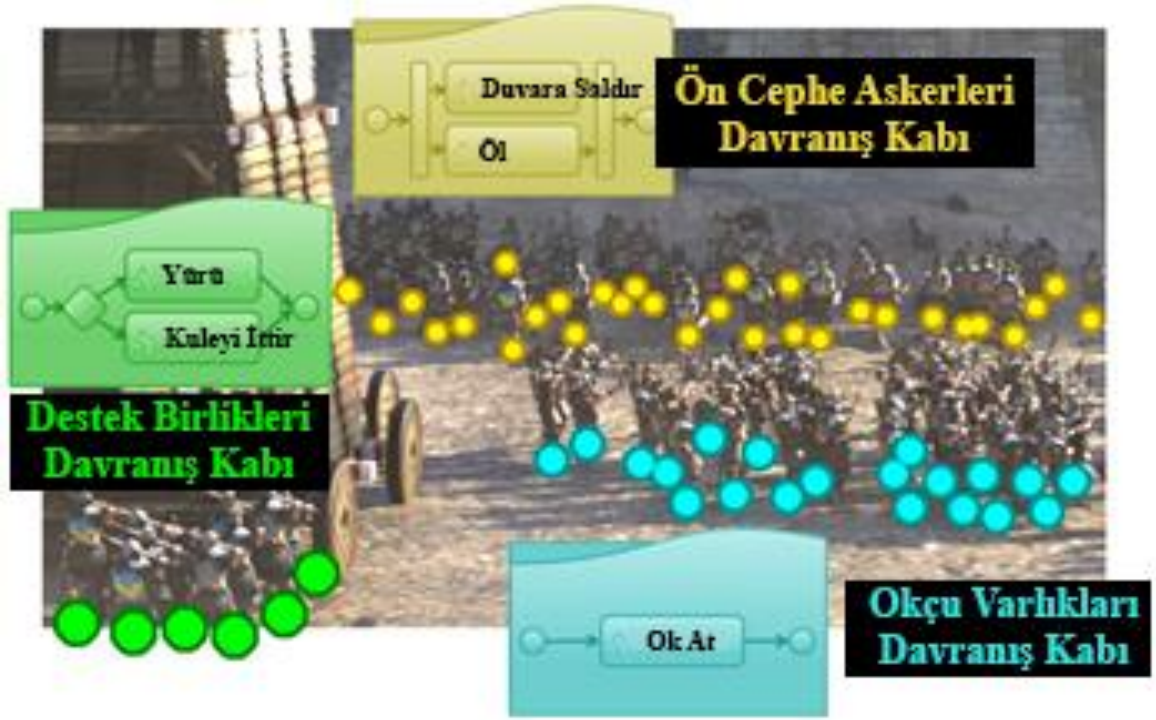 Duvara Saldır
Öl
Ön Cephe Askerleri
Davranış Kabı
Yürü
Kuleyi İttir
Destek Birlikleri
Davranış Kabı
Ok At
Okçu Varlıkları
Davranış Kabı